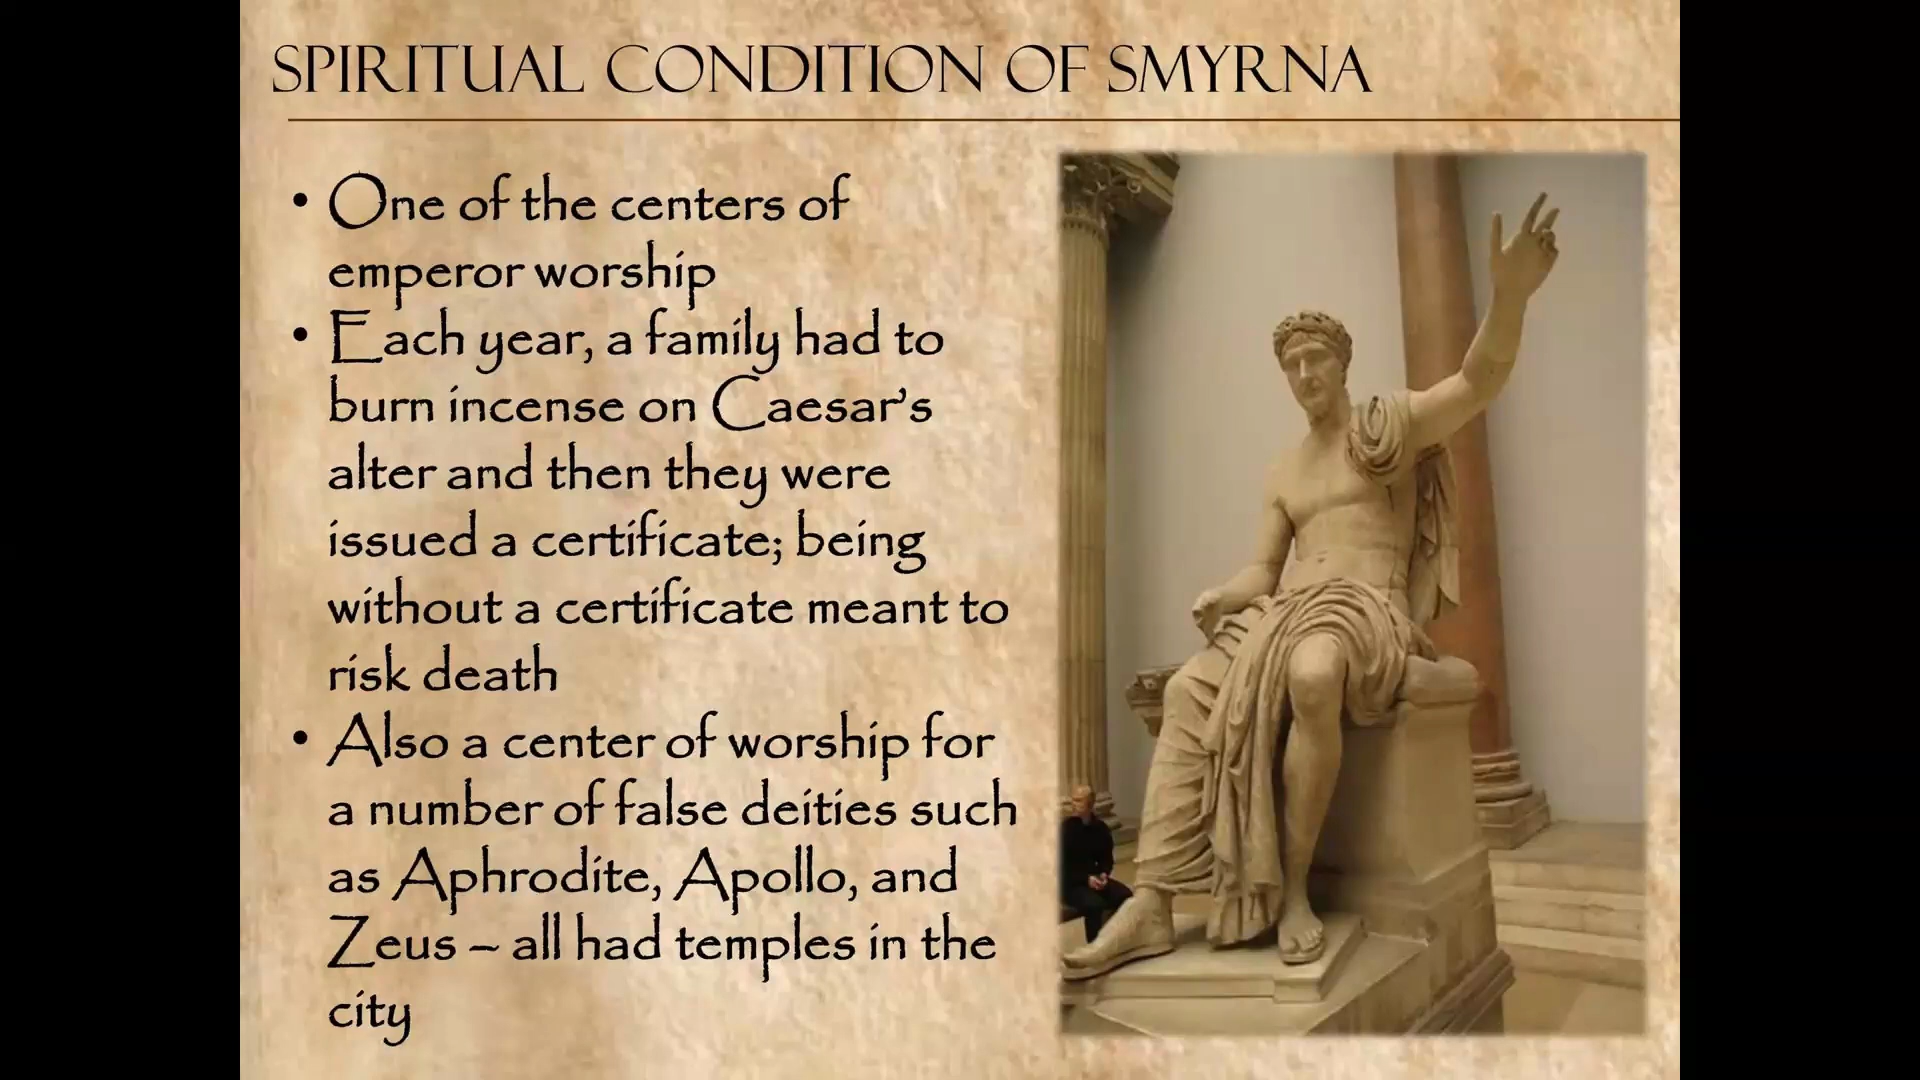 SPIRITUAL CONDITION OF SMYRNA
• One of the centers of
emperor worship
• Each year, a family had to
burn incense on Caesar's
alter and then they were
issued a certificate; being
without a certificate meant to
risk death
• Also a center of worship for
a number of false deities such
as Aphrodite, Apollo, and
Zeus – all had temples in the
city